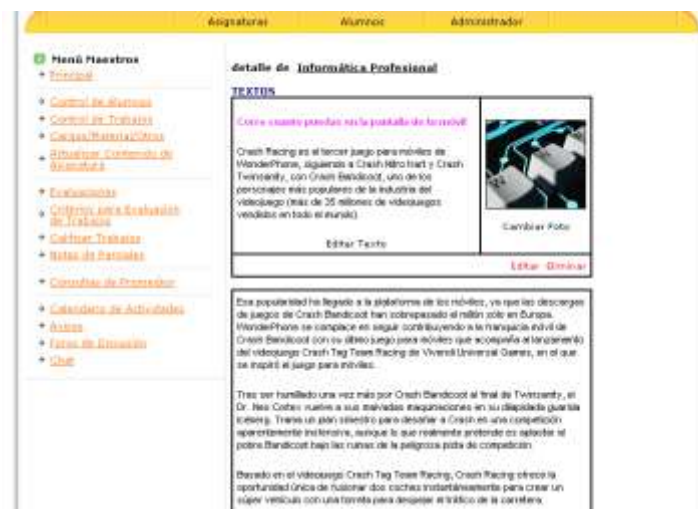 Asignaturas Alumnos Administrador
Menú Maestros
Principal
Control de Alumnos
Control de Trabajos
Cargar/Material/Otros
Actualizar Contenido de
Asignatura
Evaluaciones
Criterios para Evaluación
de Trabajos
Calificar Trabajos
Notas de Parciales
Consultas de Promedior
Calendario de Actividades
Avisos
Foros de Discusión
Chat
detalle de Informática Profesional
TEXTOS
Corre cuanto puedas en la pantalla de tu móvil
Crash Racing es el tercer juego para móviles de
WonderPhone, siguiendo a Crash Nitro Kart y Crash
Twinsanity, con Crash Bandicoot, uno de los
personajes más populares de la industria del
videojuego (más de 35 millones de videojuegos
vendidos en todo el mundo).
Editar Texto
Cambiar Foto
Editar Eliminar
Esa popularidad ha llegado a la plataforma de los móviles, ya que las descargas
de juegos de Crash Bandicoot han sobrepasado el millón sólo en Europa.
WonderPhone se complace en seguir contribuyendo a la franquicia móvil de
Crash Bandicoot con su último juego para móviles que acompaña al lanzamiento
del videojuego Crash Tag Team Racing de Vivendi Universal Games, en el que
se inspiró el juego para móviles.
Tras ser humillado una vez más por Crash Bandicoot al final de Twinsanity, el
Dr. Neo Cortex vuelve a sus malvadas maquinaciones en su dilapidada guarida
iceberg. Trama un plan siniestro para desafiar a Crash en una competición
aparentemente inofensiva, aunque lo que realmente pretende es aplastar al
pobre Bandicoot bajo las ruinas de la peligrosa pista de competición.
Basado en el videojuego Crash Tag Team Racing, Crash Racing ofrece la
oportunidad única de fusionar dos coches instantáneamente para crear un
súper vehículo con una torreta para despejar el tráfico de la carretera.